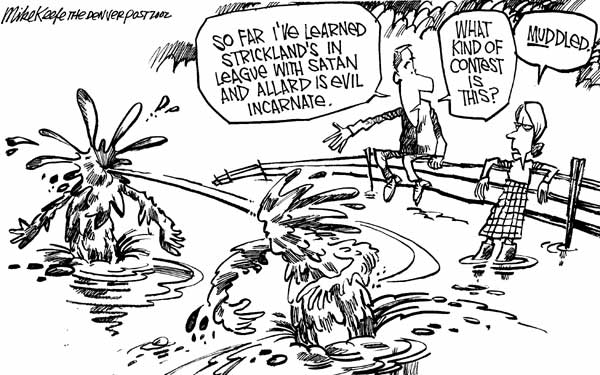 Mike Keefe THE DENVER POST 2002
SO FAR I'VE LEARNED
STRICKLAND'S IN
LEAGUE WITH SATAN
AND ALLARD IS EVIL
INCARNATE.
WHAT
KIND OF
CONTEST
IS
THIS?
MUDDLED.